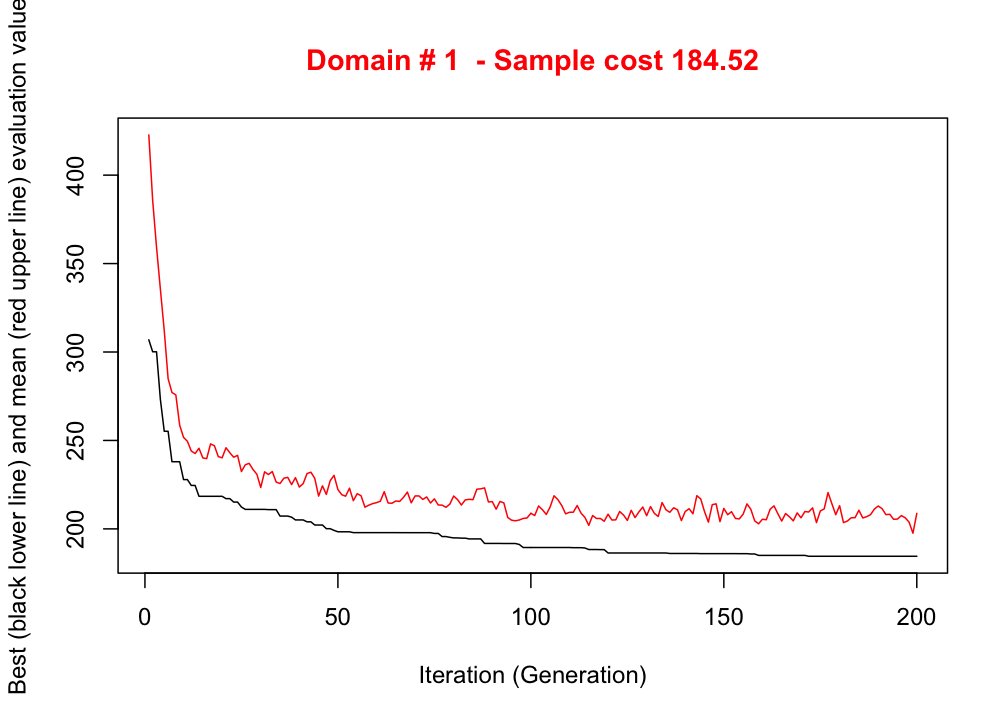 Domain # 1  - Sample cost 184.52
Best (black lower line) and mean (red upper line) evaluation value
400
350
300
250
200
0 50 100 150 200
Iteration (Generation)